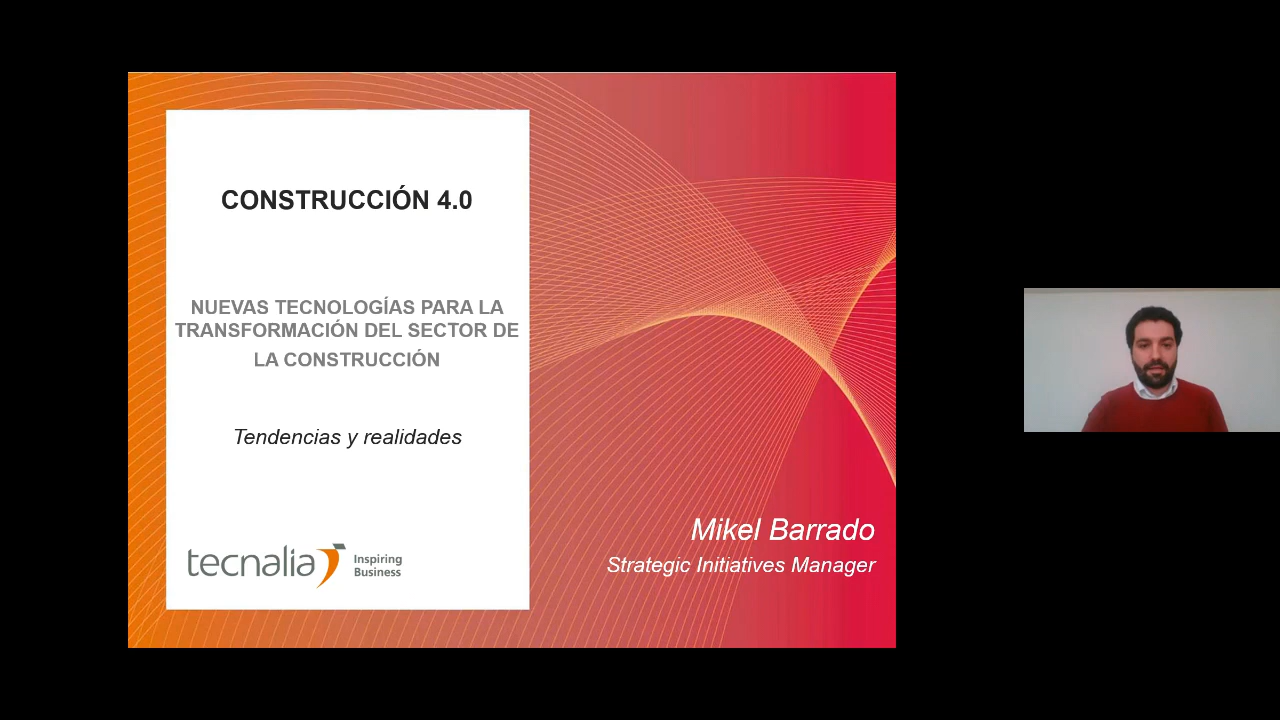 CONSTRUCCIÓN 4.0
NUEVAS TECNOLOGÍAS PARA LA
TRANSFORMACIÓN DEL SECTOR DE
LA CONSTRUCCIÓN
Tendencias y realidades
tecnalia Inspiring
Business
Mikel Barrado
Strategic Initiatives Manager